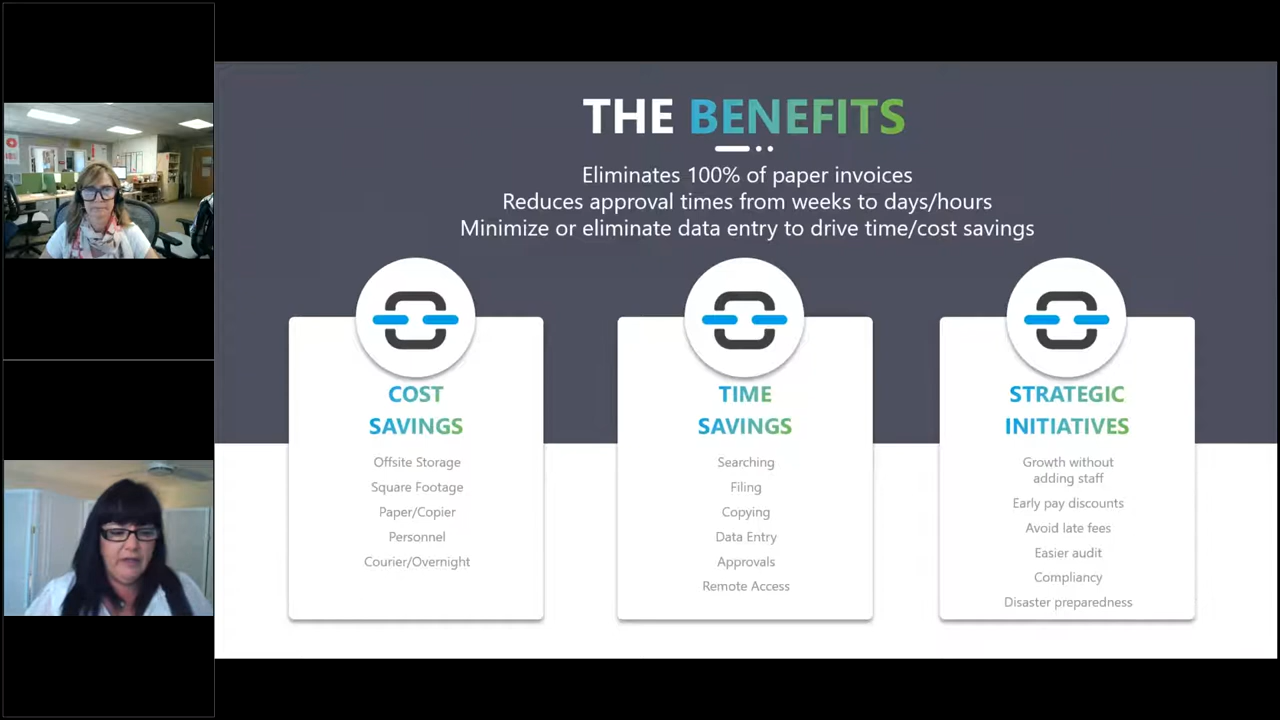 THE BENEFITS
Eliminates 100% of paper invoices
Reduces approval times from weeks to days/hours
Minimize or eliminate data entry to drive time/cost savings
COST
SAVINGS
Offsite Storage
Square Footage
Paper/Copier
Personnel
Courier/Overnight
TIME
SAVINGS
Searching
Filing
Copying
Data Entry
Approvals
Remote Access
STRATEGIC
INITIATIVES
Growth without
adding staff
Early pay discounts
Avoid late fees
Easier audit
Compliancy
Disaster preparedness